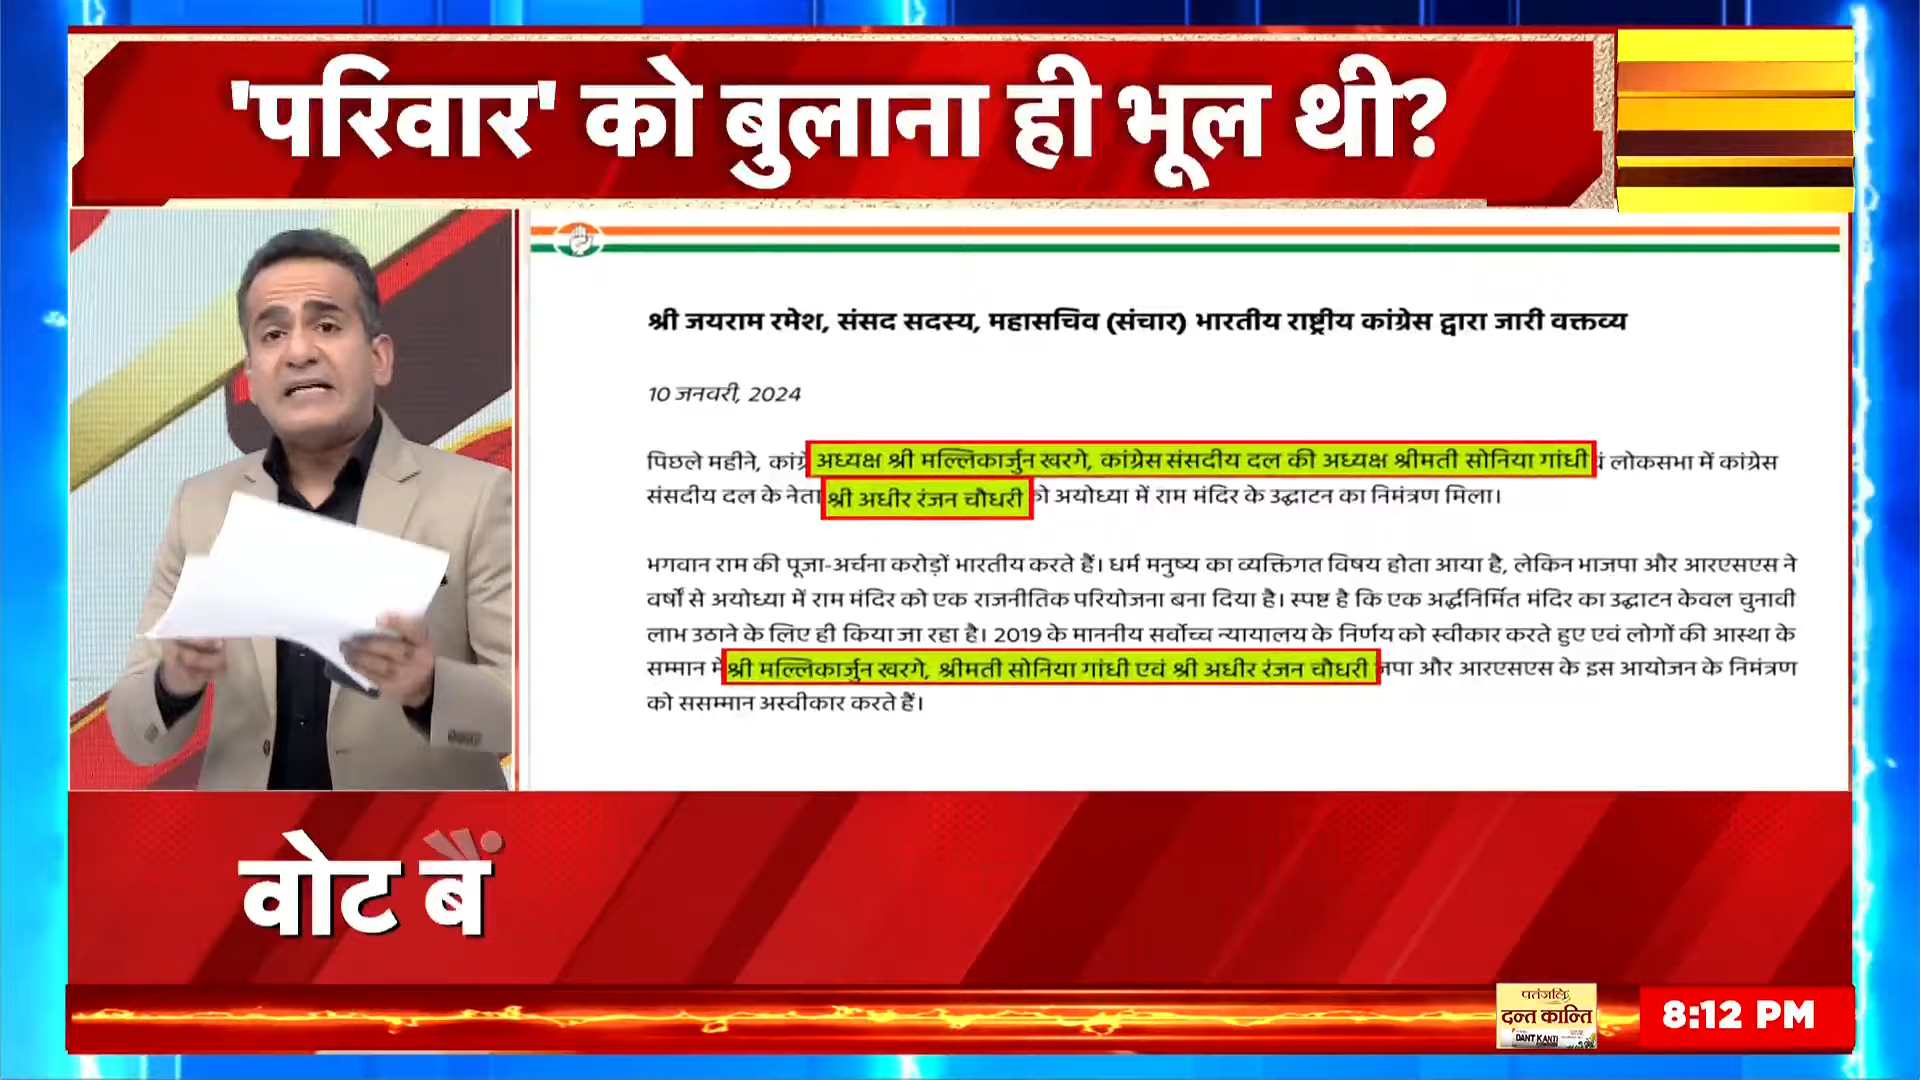 'परिवार' को बुलाना ही भूल थी?
श्री जयराम रमेश, संसद सदस्य, महासचिव (संचार) भारतीय राष्ट्रीय कांग्रेस द्वारा जारी वक्तव्य
10 जनवरी, 2024
पिछले महीने, अध्यक्ष श्री मल्लिकार्जुन खरगे, कांग्रेस संसदीय दल की अध्यक्ष श्रीमती सोनिया गांधी लोकसभा में कांग्रेस
संसदीय दल के नेता श्री अधीर रंजन चौधरी को अयोध्या में राम मंदिर के उद्घाटन का निमंत्रण मिला।
भगवान राम की पूजा-अर्चना करोड़ों भारतीय करते हैं। धर्म मनुष्य का व्यक्तिगत विषय होता आया है, लेकिन भाजपा और आरएसएस ने
वर्षों से अयोध्या में राम मंदिर को एक राजनीतिक परियोजना बना दिया है। स्पष्ट है कि एक अर्द्धनिर्मित मंदिर का उद्घाटन केवल चुनावी
लाभ उठाने के लिए ही किया जा रहा है। 2019 के माननीय सर्वोच्च न्यायालय के निर्णय को स्वीकार करते हुए एवं लोगों की आस्था के
सम्मान में श्री मल्लिकार्जुन खरगे, श्रीमती सोनिया गांधी एवं श्री अधीर रंजन चौधरी और आरएसएस के इस आयोजन के निमंत्रण
को ससम्मान अस्वीकार करते हैं।
वोट बैं
पतंजलि
दन्त कान्ति
DANT KANTI
8:12 PM